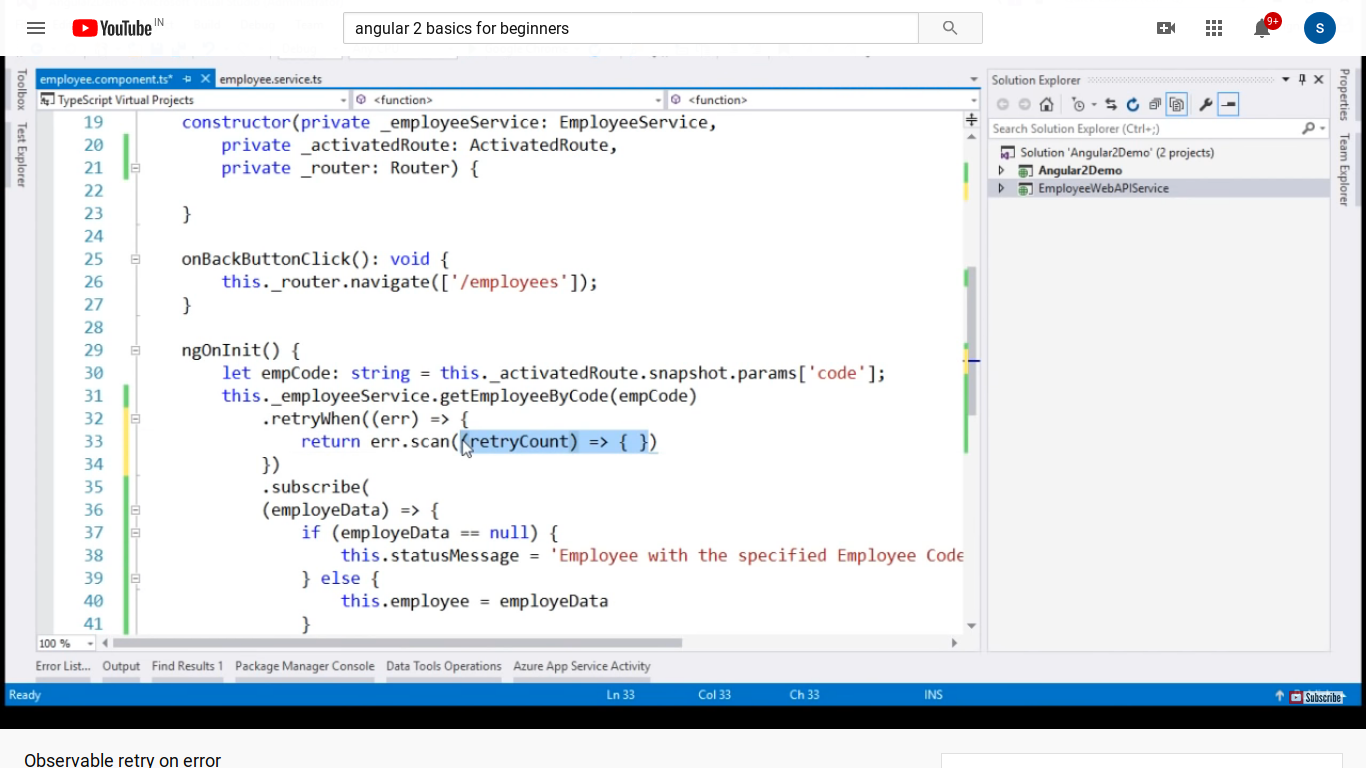 YouTube IN
angular 2 basics for beginners
9+
S
Toolbox
Test Explorer
employee.component.ts*
employee.service.ts
TypeScript Virtual Projects
<function>
<function>
19 constructor(private _employeeService: EmployeeService,
20 private _activatedRoute: ActivatedRoute,
21 private _router: Router) {
22
23 }
24
25 onBackButtonClick(): void {
26 this._router.navigate(['/employees']);
27 }
28
29 ngOnInit() {
30 let empCode: string = this._activatedRoute.snapshot.params['code'];
31 this._employeeService.getEmployeeByCode(empCode)
32 .retryWhen((err) => {
33 return err.scan((retryCount) => { })
34 })
35 .subscribe(
36 (employeData) => {
37 if (employeData == null) {
38 this.statusMessage = 'Employee with the specified Employee Code
39 } else {
40 this.employee = employeData
41 }
100 %
Solution Explorer
Search Solution Explorer (Ctrl+;)
Solution 'Angular2Demo' (2 projects)
Angular2Demo
EmployeeWebAPIService
Properties
Team Explorer
Error List... Output Find Results 1 Package Manager Console Data Tools Operations Azure App Service Activity
Ready Ln 33 Col 33 Ch 33 INS
Subscribe
Observable retry on error